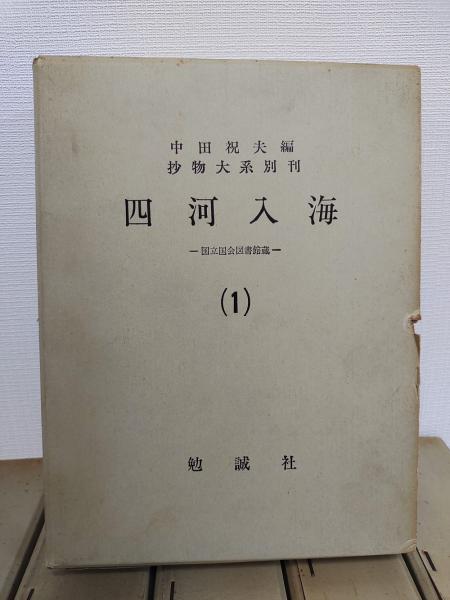 中田祝夫編
抄物大系別刊
四河入海
―国立国会図書館蔵―
(1)
勉誠社